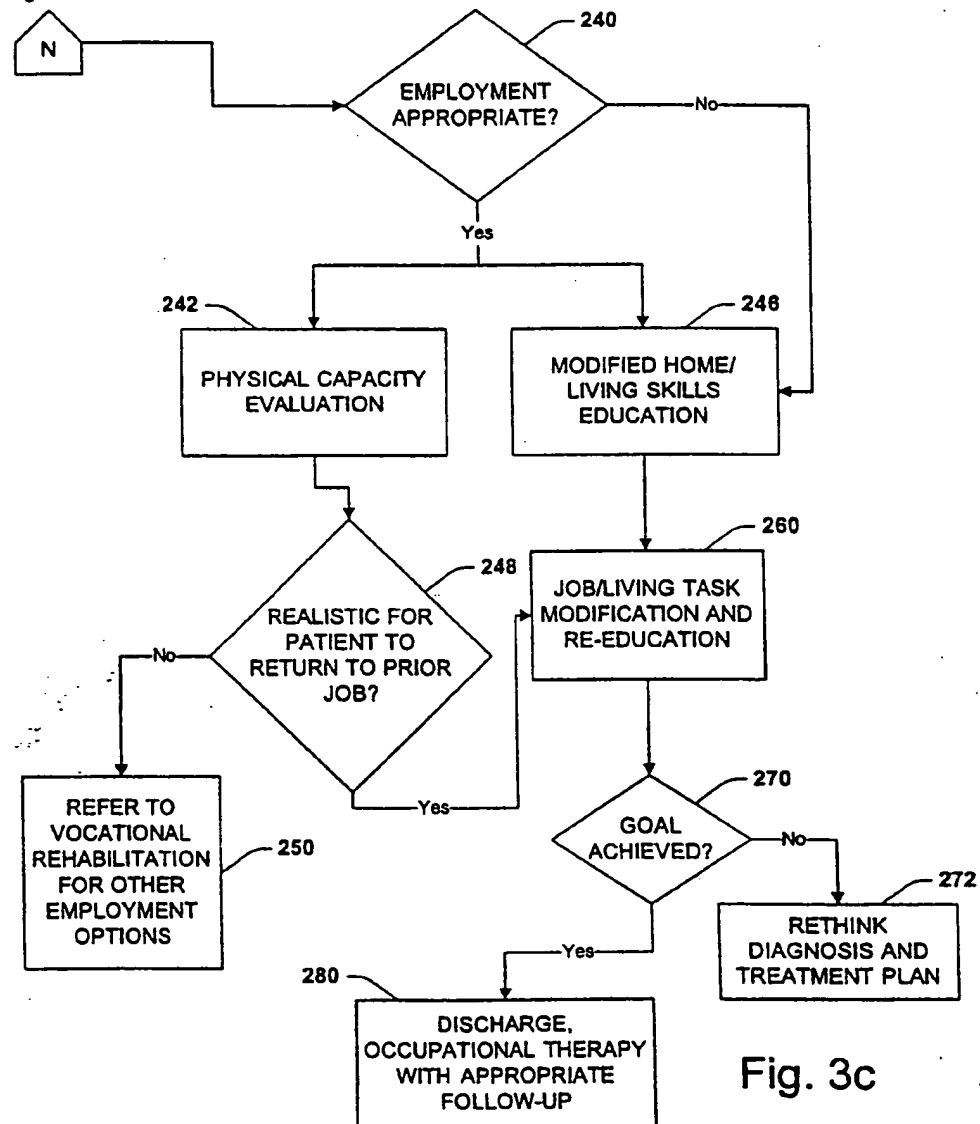 N
240
EMPLOYMENT
APPROPRIATE?
No
Yes
242
PHYSICAL CAPACITY
EVALUATION
246
MODIFIED HOME/
LIVING SKILLS
EDUCATION
248
REALISTIC FOR
PATIENT TO
RETURN TO PRIOR
JOB?
No
Yes
260
JOB/LIVING TASK
MODIFICATION AND
RE-EDUCATION
250
REFER TO
VOCATIONAL
REHABILITATION
FOR OTHER
EMPLOYMENT
OPTIONS
270
GOAL
ACHIEVED?
No
Yes
272
RETHINK
DIAGNOSIS AND
TREATMENT PLAN
280
DISCHARGE,
OCCUPATIONAL THERAPY
WITH APPROPRIATE
FOLLOW-UP
Fig. 3c